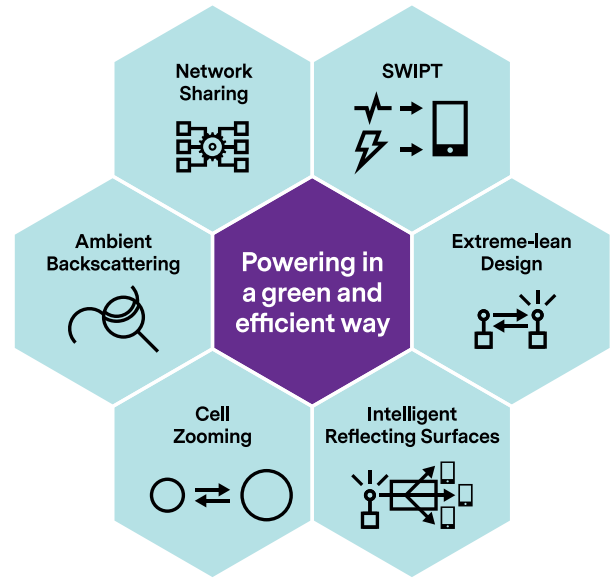 Network
Sharing
SWIPT
Ambient
Backscattering
Powering in
a green and
efficient way
Extreme-lean
Design
Cell
Zooming
Intelligent
Reflecting Surfaces